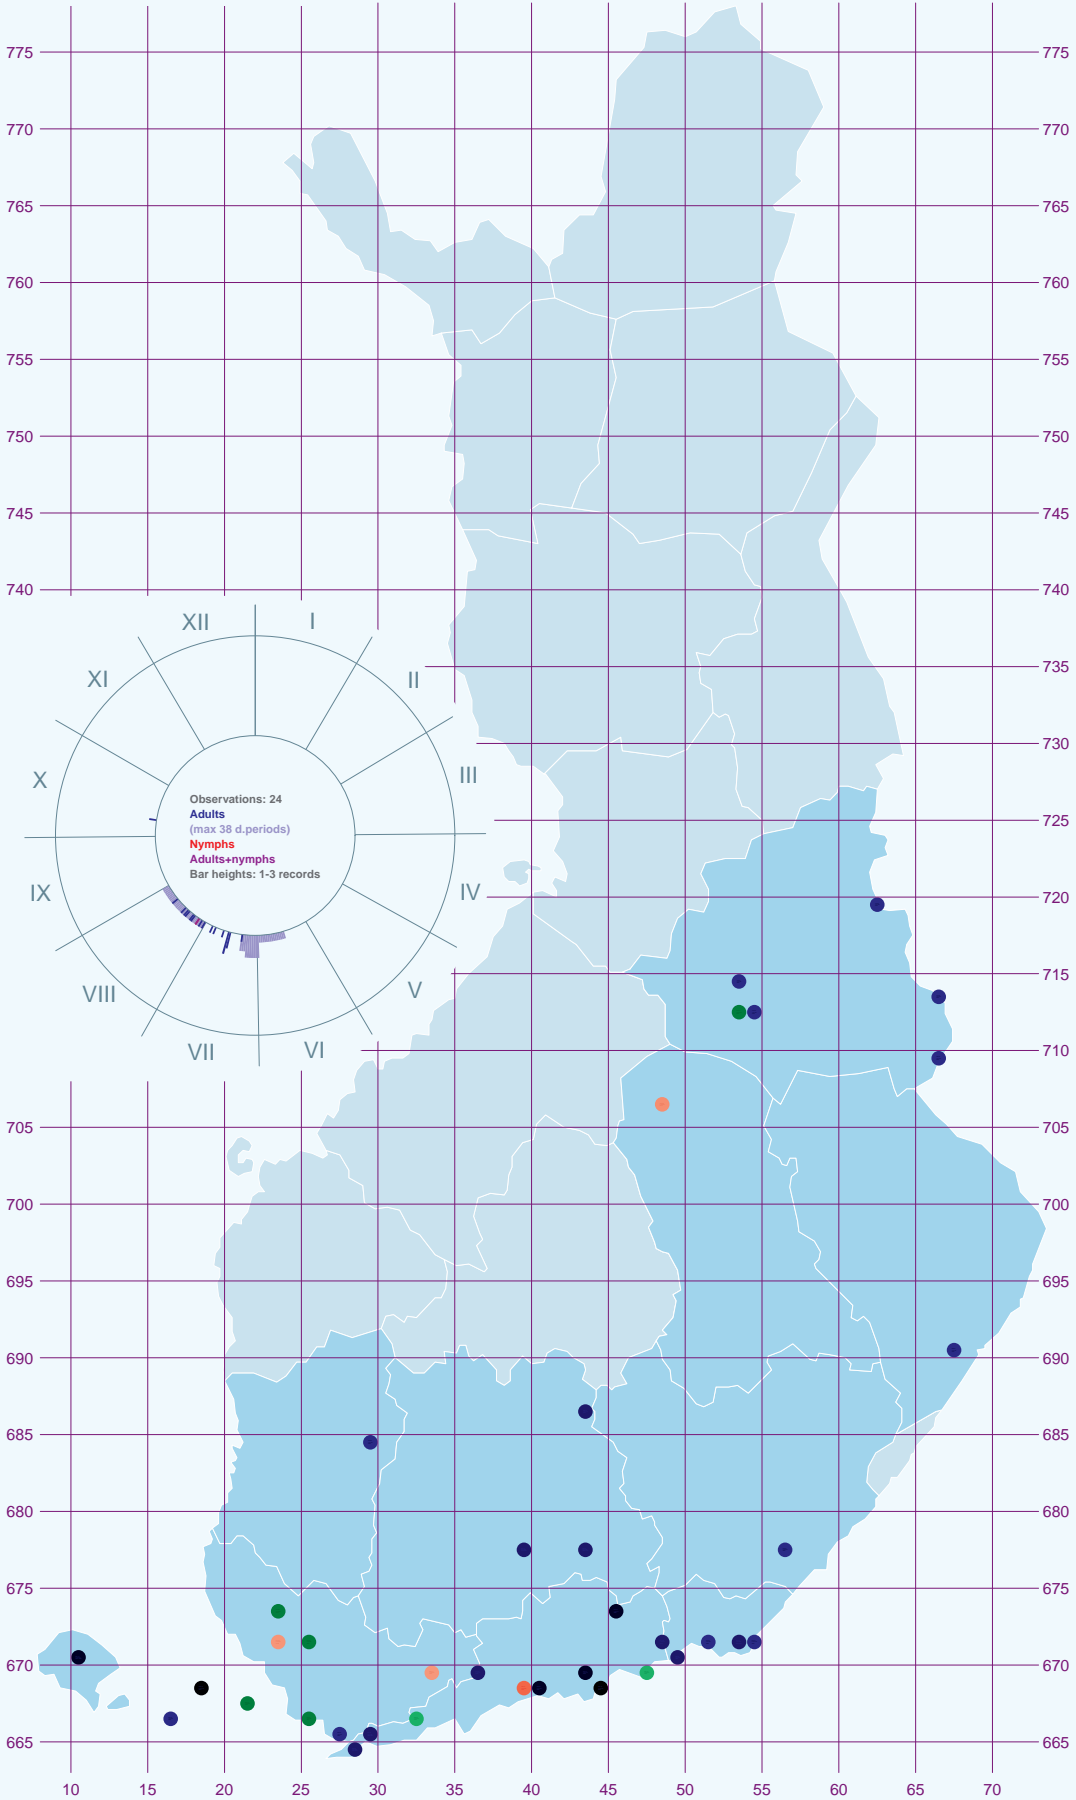 775 775
770 770
765 765
760 760
755 755
750 750
745 745
740 740
XII I
XI II
735
730
X III
Observations: 24
Adults
(max 38 d.periods)
Nymphs
Adults+nymphs
Bar heights: 1-3 records
725
IX IV
720
VIII V
715
VII VI
710
705 705
700 700
695 695
690 690
685 685
680 680
675 675
670 670
665 665
10 15 20 25 30 35 40 45 50 55 60 65 70